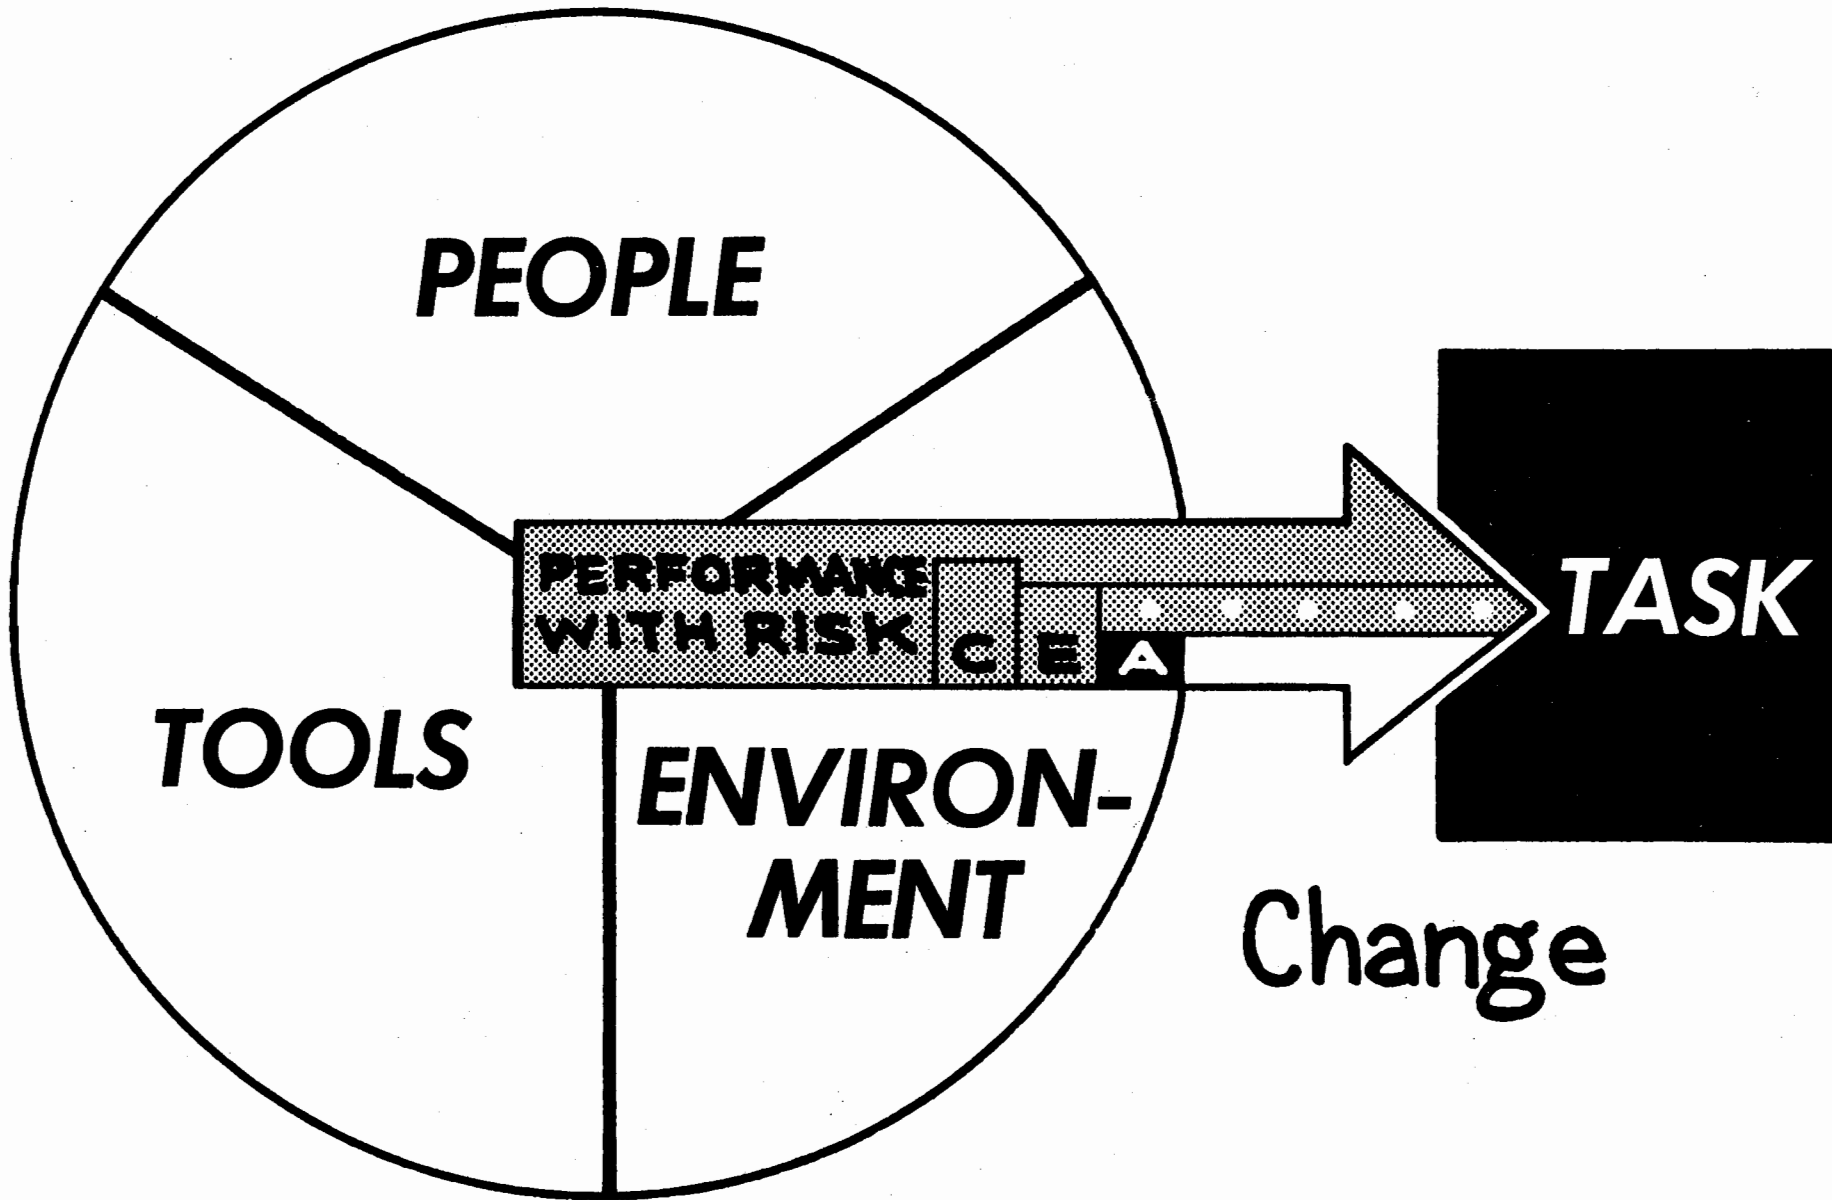 PEOPLE
PERFORMANCE
WITH RISK
C E A
TASK
TOOLS
ENVIRON-
MENT
Change